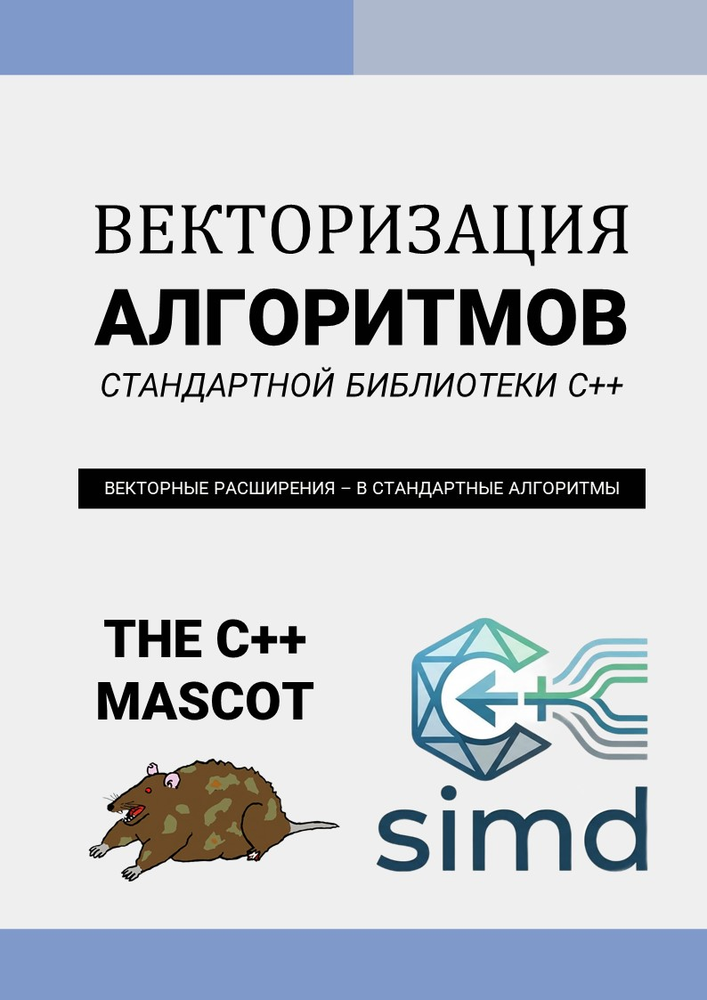 ВЕКТОРИЗАЦИЯ
АЛГОРИТМОВ
СТАНДАРТНОЙ БИБЛИОТЕКИ C++
ВЕКТОРНЫЕ РАСШИРЕНИЯ – В СТАНДАРТНЫЕ АЛГОРИТМЫ
THE C++
MASCOT
simd